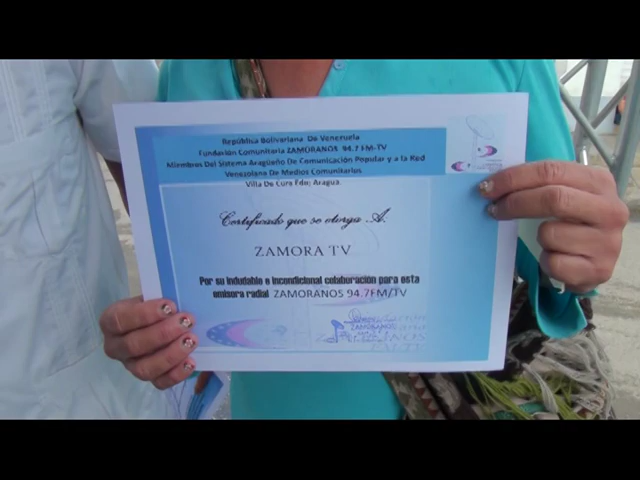 República Bolivariana De Venezuela
Fundación Comunitaria ZAMORANOS 94.7 FM-TV
Miembros Del Sistema Aragüeño De Comunicación Popular y a la Red
Venezolana De Medios Comunitarios
Villa De Cura Edo; Aragua
Certificado que se otorga .A.
ZAMORA TV
Por su indudable e incondicional colaboración para esta
emisora radial ZAMORANOS 94.7FM/TV